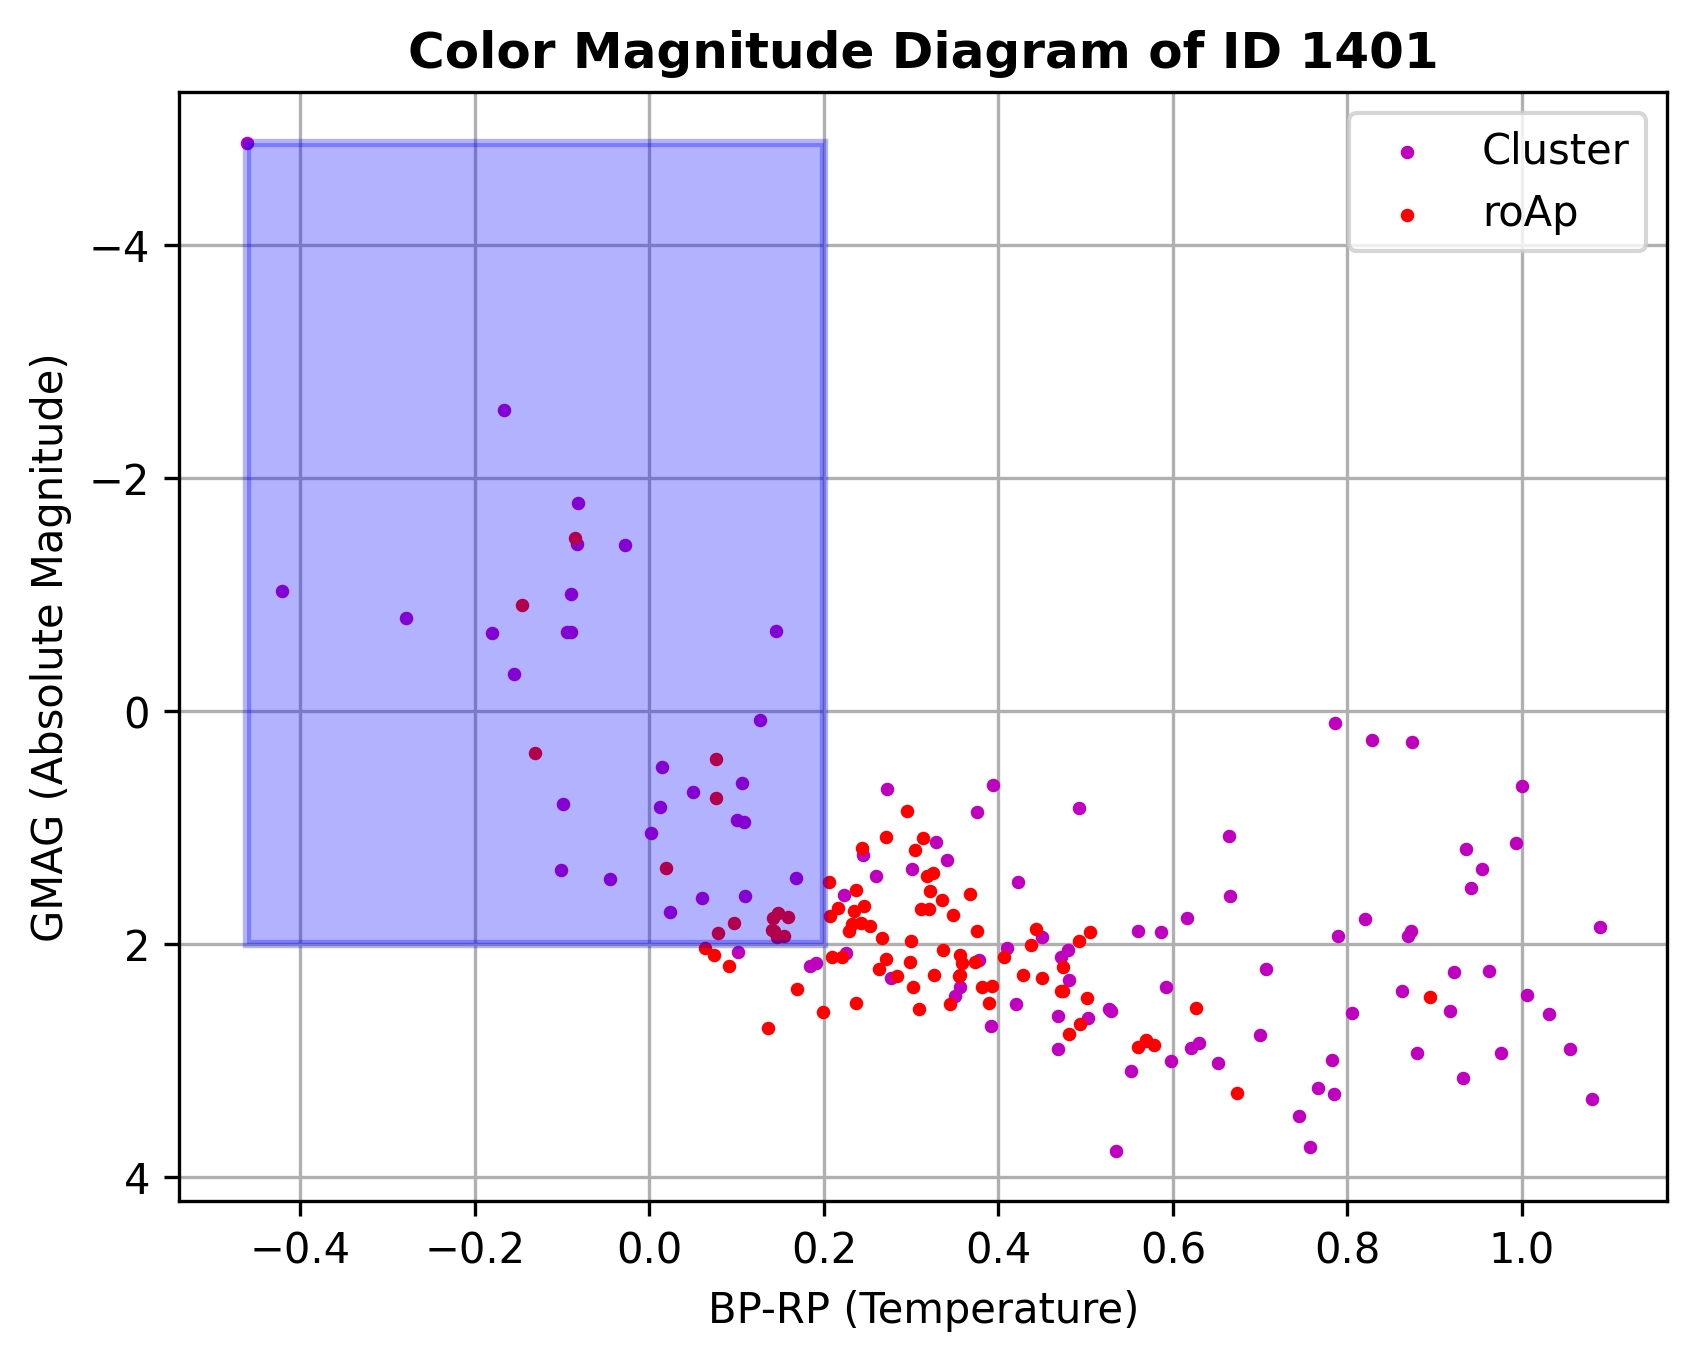 Color Magnitude Diagram of ID 1401
Cluster
roAp
GMAG (Absolute Magnitude)
−4
−2
0
2
4
−0.4 −0.2 0.0 0.2 0.4 0.6 0.8 1.0
BP-RP (Temperature)